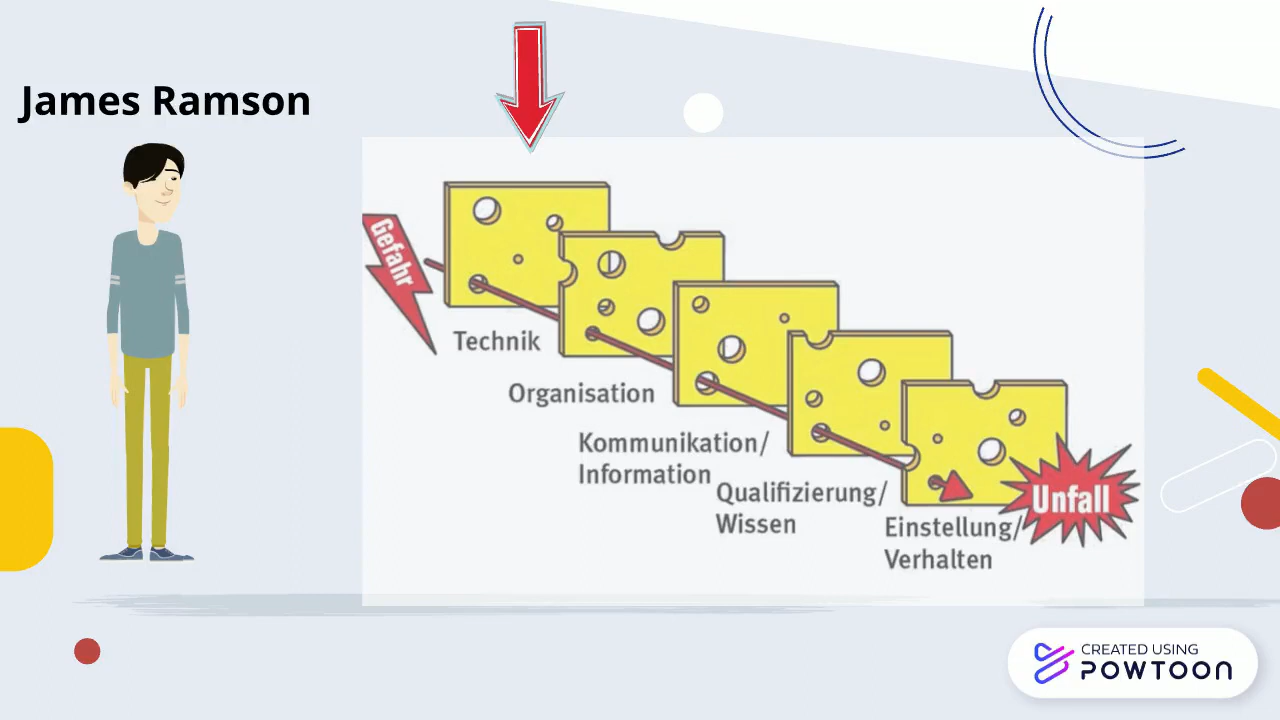 James Ramson
Gefahr
Technik
Organisation
Kommunikation/
Information
Qualifizierung/
Wissen
Einstellung/
Verhalten
Unfall
CREATED USING
POWTOON